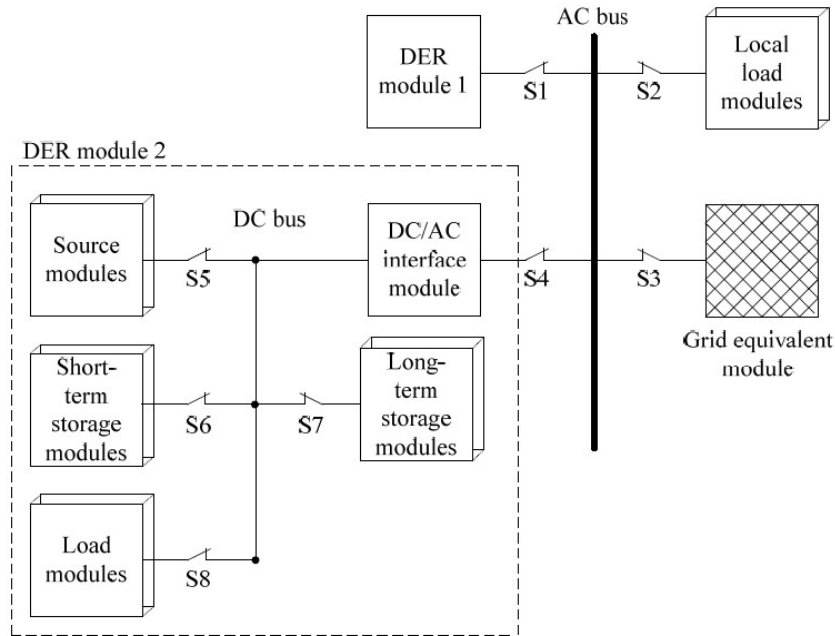 AC bus
DER
module 1
S1
S2
Local
load
modules
DER module 2
Source
modules
S5
DC bus
DC/AC
interface
module
S4
S3
Grid equivalent
module
Short-
term
storage
modules
S6
S7
Long-
term
storage
modules
Load
modules
S8